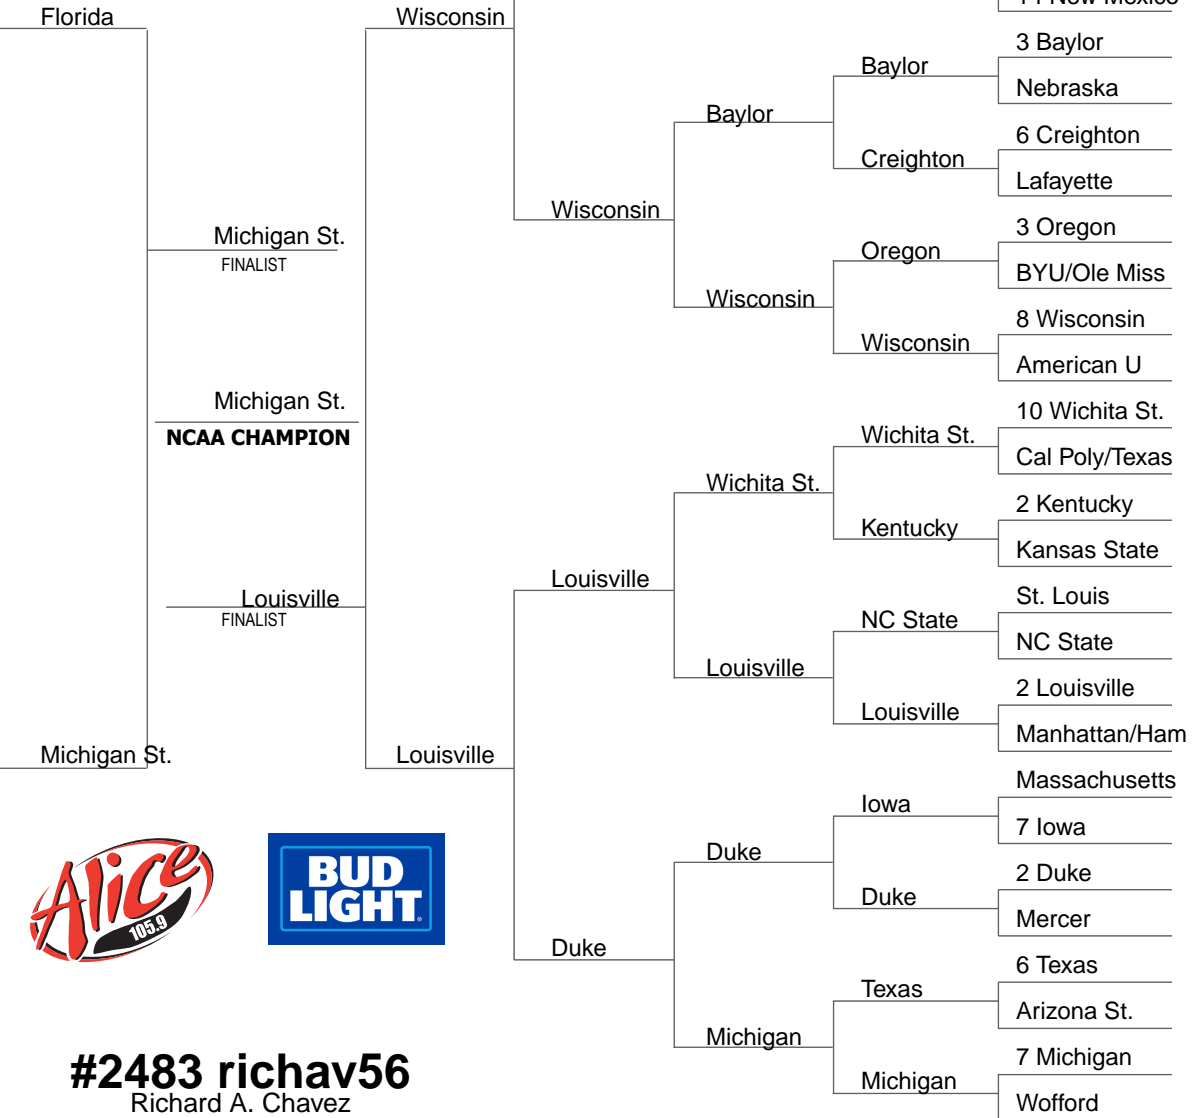 Florida
Wisconsin
3 Baylor
Baylor
Nebraska
Baylor
6 Creighton
Creighton
Lafayette
Wisconsin
3 Oregon
Michigan St.
FINALIST
Oregon
BYU/Ole Miss
Wisconsin
8 Wisconsin
Wisconsin
American U
Michigan St.
NCAA CHAMPION
10 Wichita St.
Wichita St.
Cal Poly/Texas
Wichita St.
2 Kentucky
Kentucky
Kansas State
Louisville
St. Louis
Louisville
FINALIST
NC State
NC State
Louisville
2 Louisville
Louisville
Manhattan/Ham
Michigan St.
Louisville
Massachusetts
Iowa
7 Iowa
Duke
2 Duke
Duke
Mercer
Duke
6 Texas
Texas
Arizona St.
Michigan
7 Michigan
Michigan
Wofford
Alice
105.9
BUD
LIGHT
#2483 richav56
Richard A. Chavez